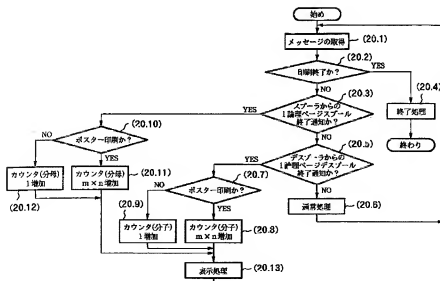 始め
(20.1)
メッセージの取得
(20.2)
印刷終了か?
YES
(20.4)
NO
(20.3)
終了処理
スプーラからの
1論理ページスプール
終了通知か?
YES
終わり
(20.10)
NO
ポスター印刷か?
NO
(20.5)
デスプーラからの
1論理ページデスプール
終了通知か?
YES
YES
(20.7)
カウンタ(分母)
1増加
カウンタ(分母)
m×n増加
(20.11)
NO
ポスター印刷か?
NO
(20.6)
(20.12)
(20.9)
YES
通常処理
カウンタ(分子)
1増加
カウンタ(分子)
m×n増加
(20.8)
(20.13)
表示処理